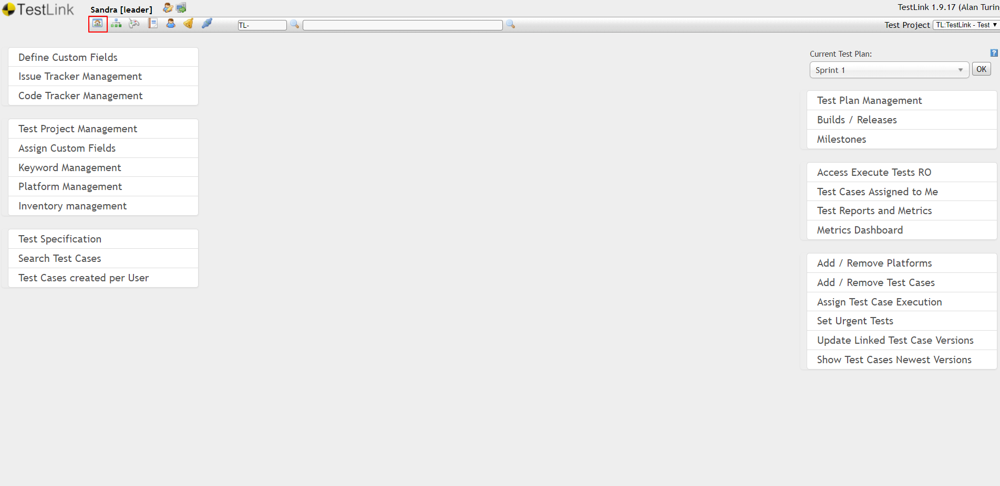 TestLink
Sandra [leader]
TestLink 1.9.17 (Alan Turin
TL-
Test Project
TL:TestLink - Test
Define Custom Fields
Issue Tracker Management
Code Tracker Management
Test Project Management
Assign Custom Fields
Keyword Management
Platform Management
Inventory management
Test Specification
Search Test Cases
Test Cases created per User
Current Test Plan:
?
Sprint 1
OK
Test Plan Management
Builds / Releases
Milestones
Access Execute Tests RO
Test Cases Assigned to Me
Test Reports and Metrics
Metrics Dashboard
Add / Remove Platforms
Add / Remove Test Cases
Assign Test Case Execution
Set Urgent Tests
Update Linked Test Case Versions
Show Test Cases Newest Versions